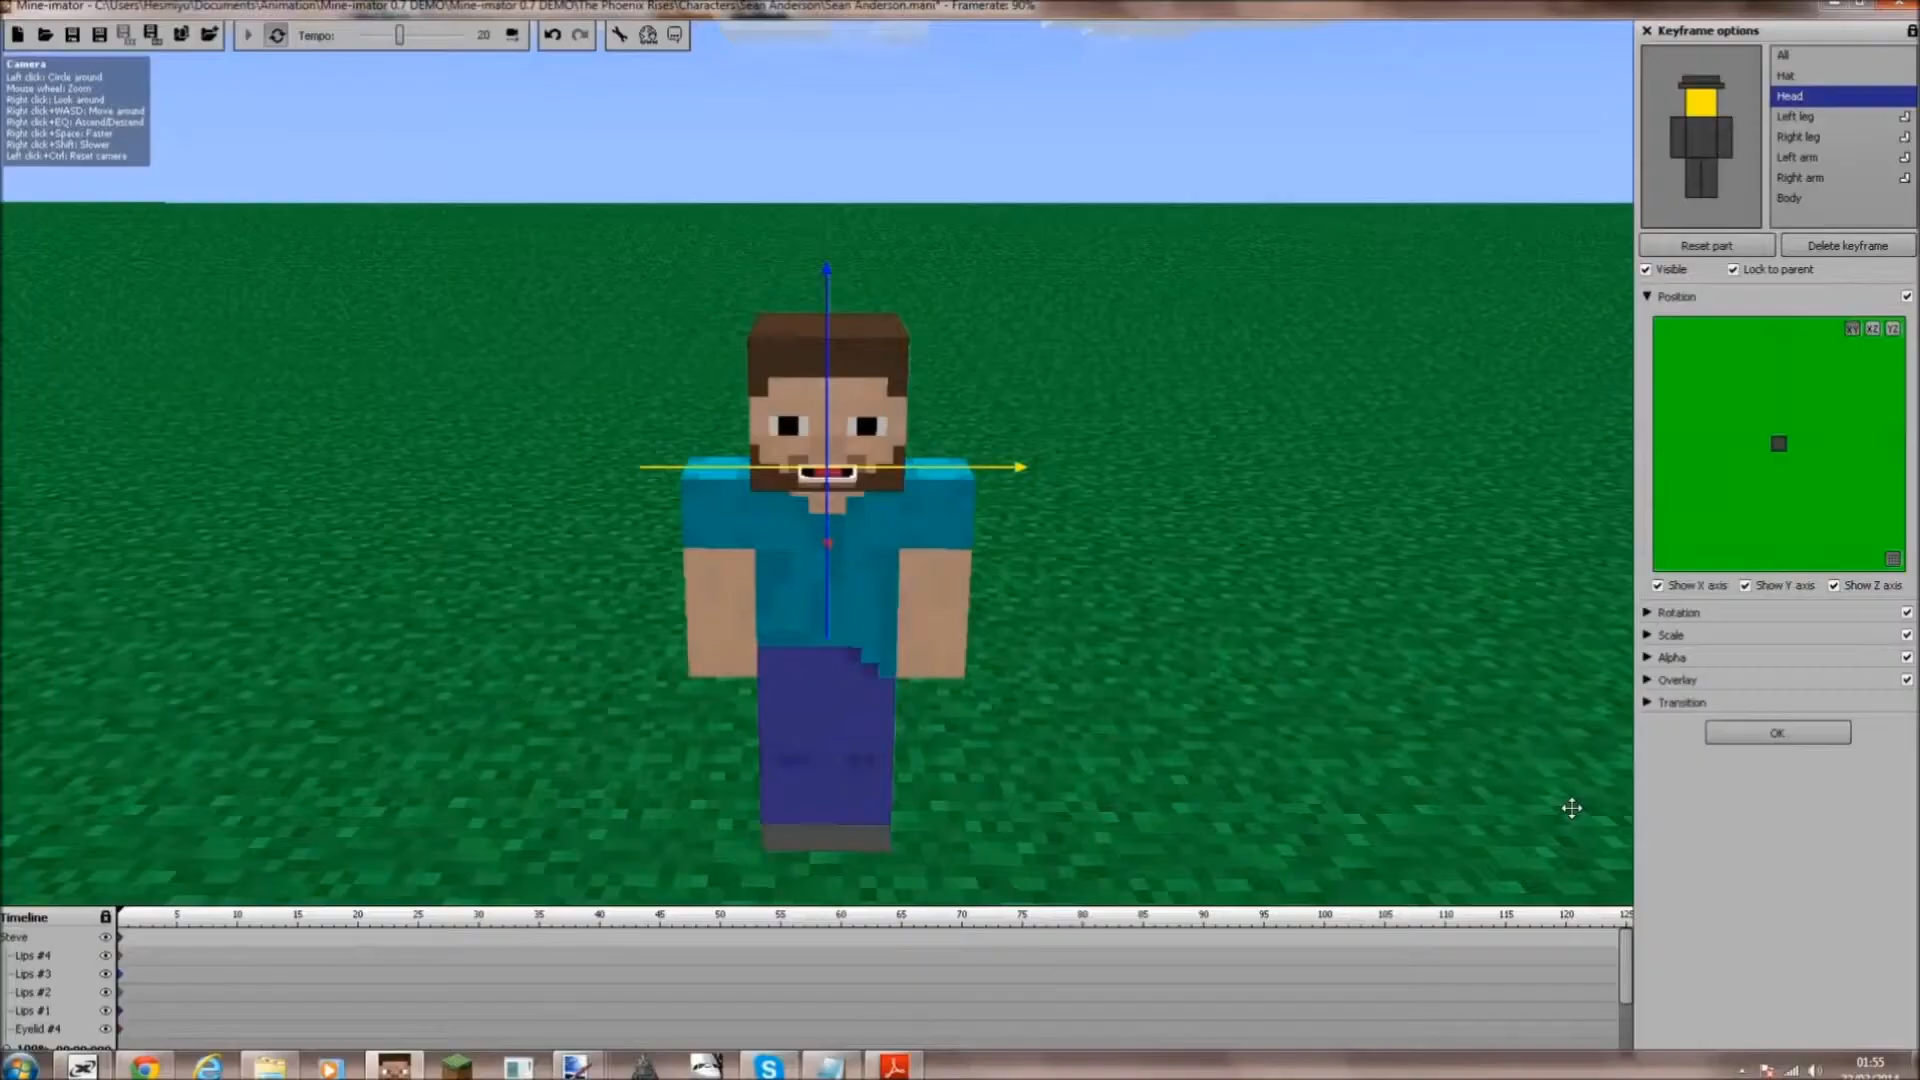 Mine-imator - C:\Users\Hesmiyu\Documents\Animation\Mine-imator 0.7 DEMO\Mine-imator 0.7 DEMO\The Phoenix Rises\Characters\Sean Anderson\Sean Anderson.mani* - Framerate: 90%
Tempo:
20
Camera
Left click: Circle around
Mouse wheel: Zoom
Right click: Look around
Right click+WASD: Move around
Right click+EQ: Ascend/Descend
Right click+Space: Faster
Right click+Shift: Slower
Left click+Ctrl: Reset camera
Keyframe options
All
Hat
Head
Left leg
Right leg
Left arm
Right arm
Body
Reset part
Delete keyframe
Visible
Lock to parent
Position
XY XZ YZ
Show X axis
Show Y axis
Show Z axis
Rotation
Scale
Alpha
Overlay
Transition
OK
Timeline
5 10 15 20 25 30 35 40 45 50 55 60 65 70 75 80 85 90 95 100 105 110 115 120 125
Steve
Lips #4
Lips #3
Lips #2
Lips #1
Eyelid #4
01:55